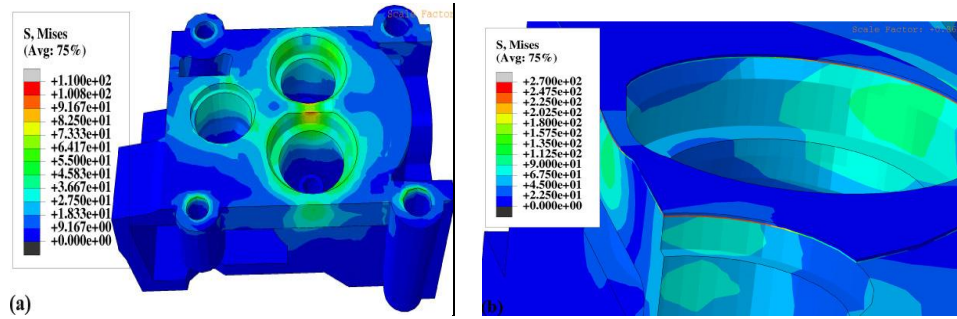 (a)
Scale Factor
S, Mises
(Avg: 75%)
+1.100e+02
+1.008e+02
+9.167e+01
+8.250e+01
+7.333e+01
+6.417e+01
+5.500e+01
+4.583e+01
+3.667e+01
+2.750e+01
+1.833e+01
+9.167e+00
+0.000e+00
(a)
Scale Factor:
S, Mises
(Avg: 75%)
+2.700e+02
+2.475e+02
+2.250e+02
+2.025e+02
+1.800e+02
+1.575e+02
+1.350e+02
+1.125e+02
+9.000e+01
+6.750e+01
+4.500e+01
+2.250e+01
+0.000e+00
(b)